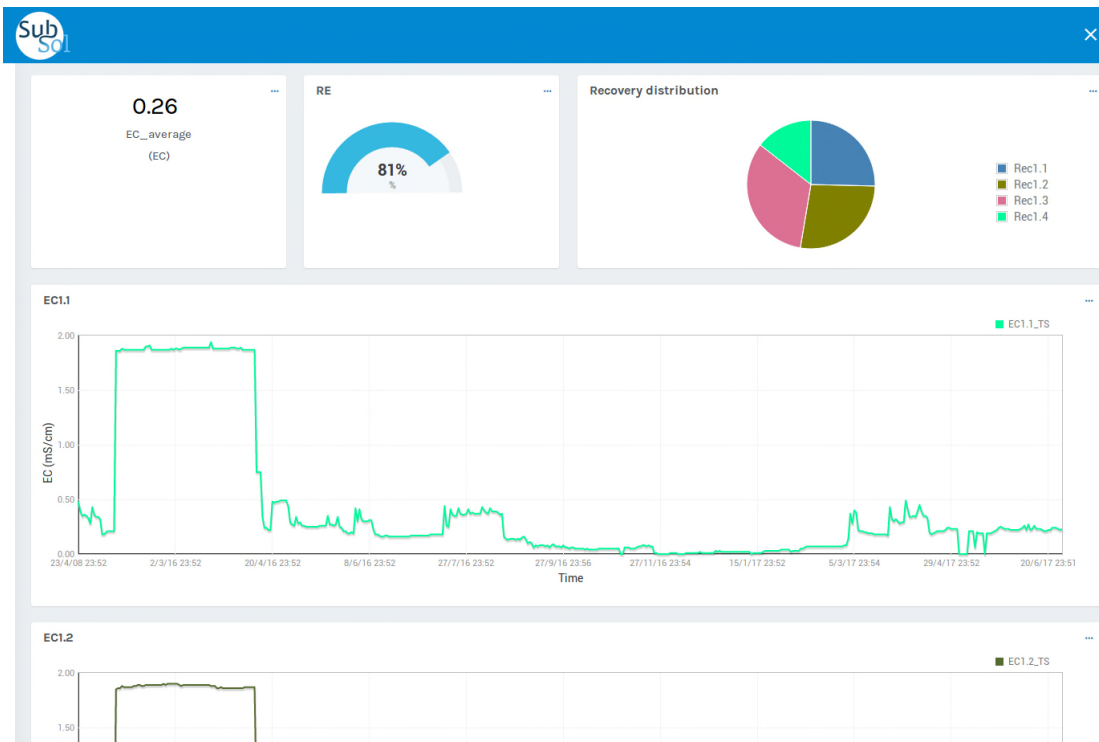 Sub
Sol
0.26
EC_average
(EC)
RE
81%
%
Recovery distribution
Rec1.1
Rec1.2
Rec1.3
Rec1.4
EC1.1
EC1.1_TS
2.00
1.50
1.00
0.50
0.00
EC (mS/cm)
23/4/08 23:52 2/3/16 23:52 20/4/16 23:52 8/6/16 23:52 27/7/16 23:52 27/9/16 23:56 27/11/16 23:54 15/1/17 23:52 5/3/17 23:54 29/4/17 23:52 20/6/17 23:51
Time
EC1.2
EC1.2_TS
2.00
1.50